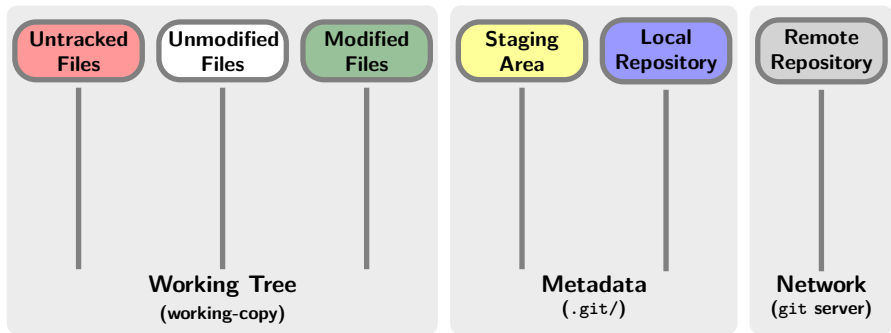 Untracked
Files
Unmodified
Files
Modified
Files
Staging
Area
Local
Repository
Remote
Repository
Working Tree
(working-copy)
Metadata
(.git/)
Network
(git server)